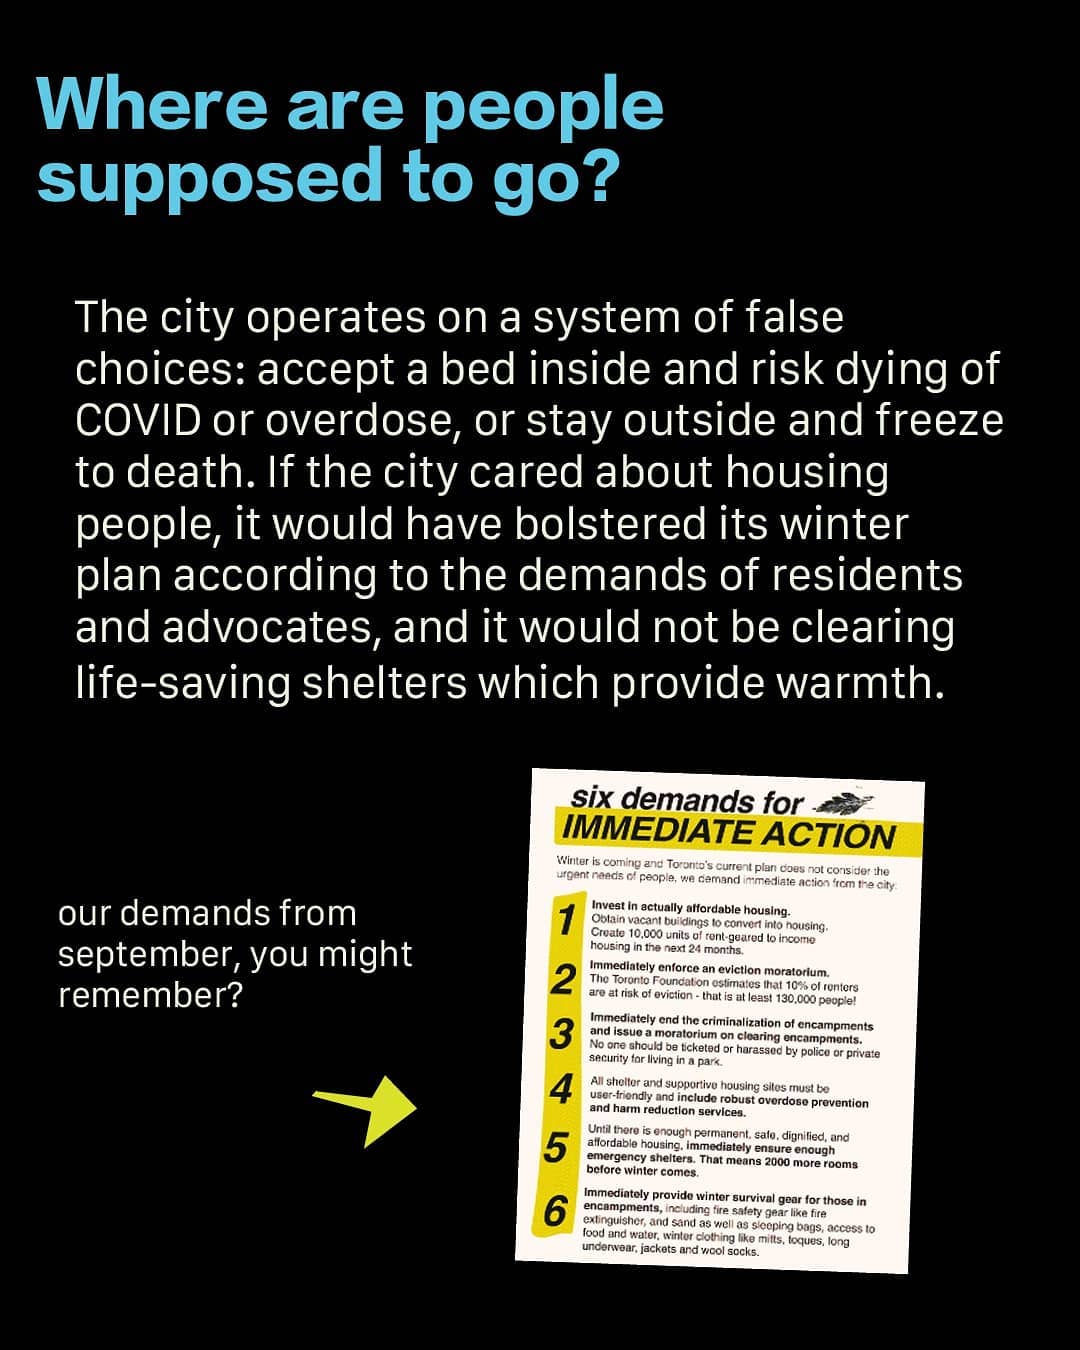 Where are people
supposed to go?
The city operates on a system of false
choices: accept a bed inside and risk dying of
COVID or overdose, or stay outside and freeze
to death. If the city cared about housing
people, it would have bolstered its winter
plan according to the demands of residents
and advocates, and it would not be clearing
life-saving shelters which provide warmth.
our demands from
september, you might
remember?
six demands for
IMMEDIATE ACTION
Winter is coming and Toronto's current plan does not consider the
urgent needs of people, we demand immediate action from the city:
1
Invest in actually affordable housing.
Obtain vacant buildings to convert into housing.
Create 10,000 units of rent-geared to income
housing in the next 24 months.
2
Immediately enforce an eviction moratorium.
The Toronto Foundation estimates that 10% of renters
are at risk of eviction - that is at least 130,000 people!
3
Immediately end the criminalization of encampments
and issue a moratorium on clearing encampments.
No one should be ticketed or harassed by police or private
security for living in a park.
4
All shelter and supportive housing sites must be
user-friendly and include robust overdose prevention
and harm reduction services.
5
Until there is enough permanent, safe, dignified, and
affordable housing, immediately ensure enough
emergency shelters. That means 2000 more rooms
before winter comes.
6
Immediately provide winter survival gear for those in
encampments, including fire safety gear like fire
extinguisher, and sand as well as sleeping bags, access to
food and water, winter clothing like mitts, toques, long
underwear, jackets and wool socks.